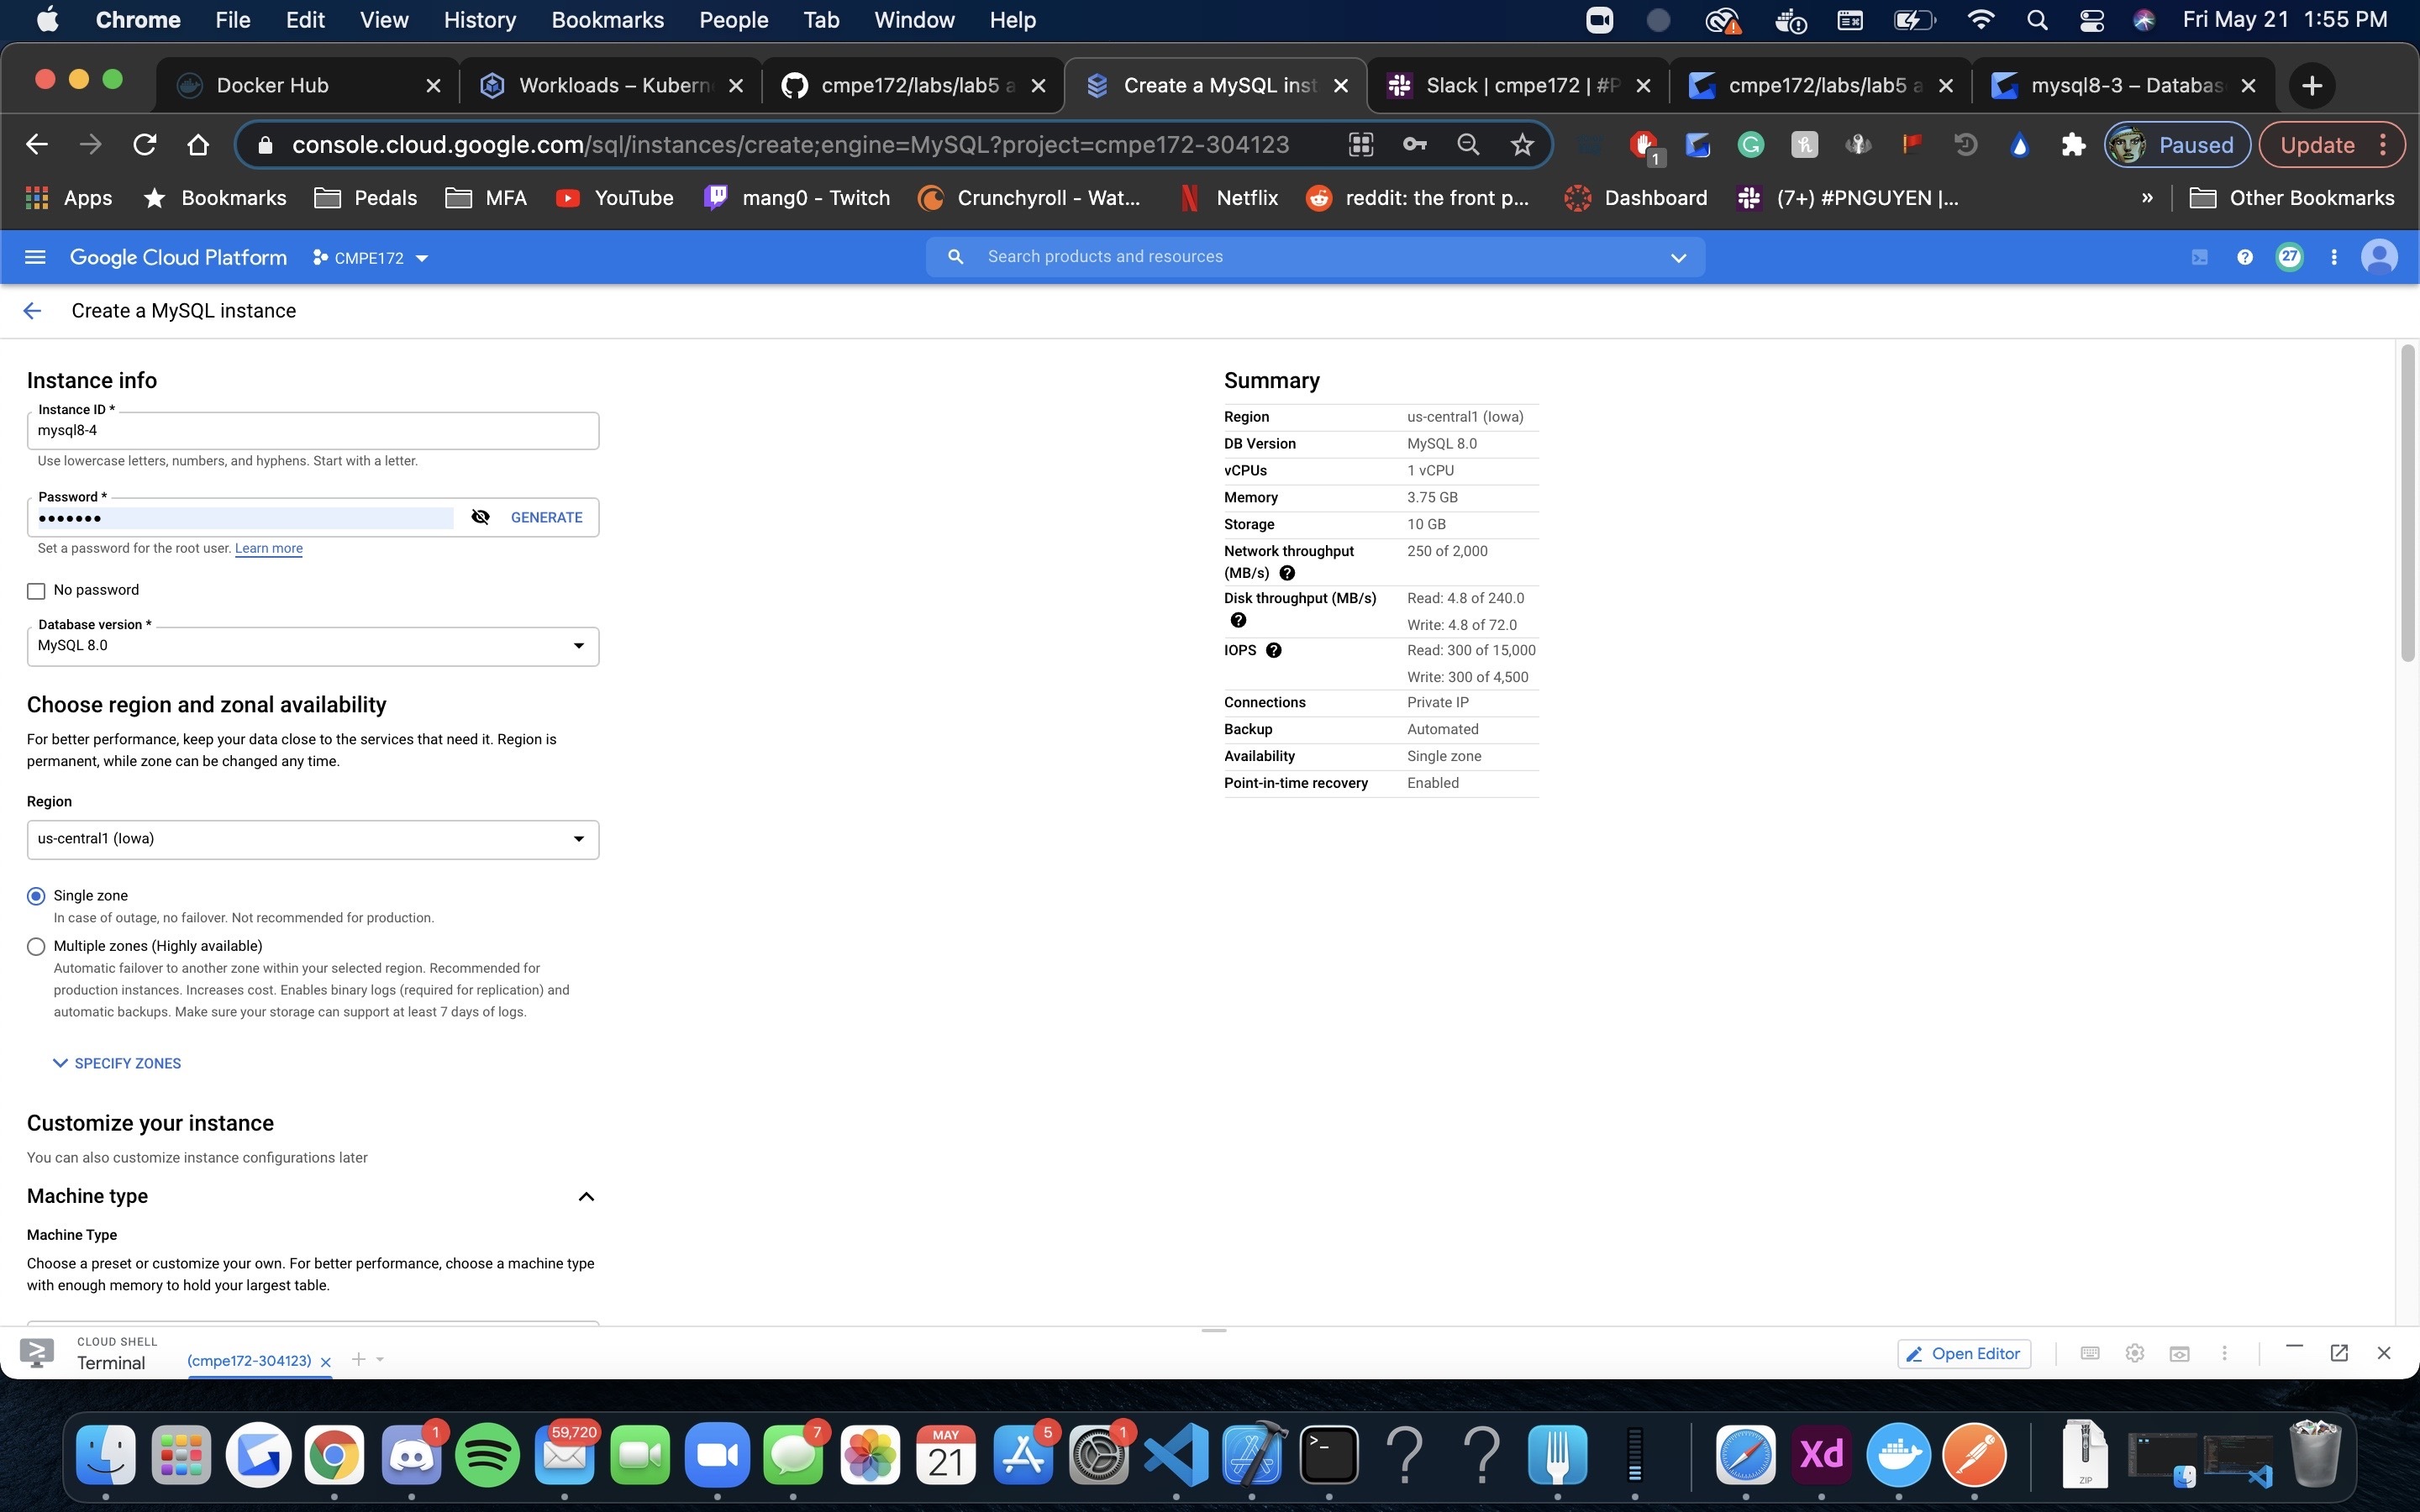 Chrome File Edit View History Bookmarks People Tab Window Help Fri May 21 1:55 PM
Docker Hub
Workloads – Kubern
cmpe172/labs/lab5 a
Create a MySQL inst
Slack | cmpe172 | #P
cmpe172/labs/lab5 a
mysql8-3 – Databas
console.cloud.google.com/sql/instances/create;engine=MySQL?project=cmpe172-304123
1
Paused
Update
Apps Bookmarks Pedals MFA YouTube mang0 - Twitch Crunchyroll - Wat... Netflix reddit: the front p... Dashboard (7+) #PNGUYEN |... » Other Bookmarks
Google Cloud Platform CMPE172 Search products and resources 27
Create a MySQL instance
Instance info
Instance ID *
mysql8-4
Use lowercase letters, numbers, and hyphens. Start with a letter.
Password *
•••••••
GENERATE
Set a password for the root user. Learn more
No password
Database version *
MySQL 8.0
Choose region and zonal availability
For better performance, keep your data close to the services that need it. Region is
permanent, while zone can be changed any time.
Region
us-central1 (Iowa)
Single zone
In case of outage, no failover. Not recommended for production.
Multiple zones (Highly available)
Automatic failover to another zone within your selected region. Recommended for
production instances. Increases cost. Enables binary logs (required for replication) and
automatic backups. Make sure your storage can support at least 7 days of logs.
SPECIFY ZONES
Customize your instance
You can also customize instance configurations later
Machine type
Machine Type
Choose a preset or customize your own. For better performance, choose a machine type
with enough memory to hold your largest table.
Summary
Region us-central1 (Iowa)
DB Version MySQL 8.0
vCPUs 1 vCPU
Memory 3.75 GB
Storage 10 GB
Network throughput 250 of 2,000
(MB/s)
Disk throughput (MB/s) Read: 4.8 of 240.0
Write: 4.8 of 72.0
IOPS Read: 300 of 15,000
Write: 300 of 4,500
Connections Private IP
Backup Automated
Availability Single zone
Point-in-time recovery Enabled
CLOUD SHELL
Terminal
(cmpe172-304123)
Open Editor
1
59,720
7
MAY
21
5
1
Xd
ZIP